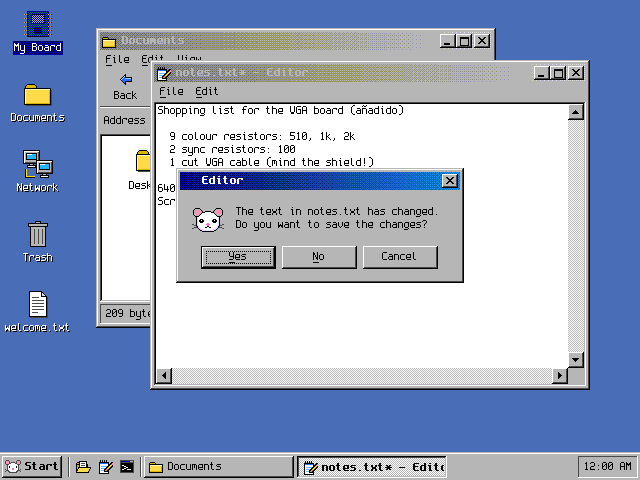 My Board
Documents
Network
Trash
welcome.txt
Documents
File Edit View
Back
Address
209 byte
notes.txt* - Editor
File Edit
Shopping list for the VGA board (añadido)
9 colour resistors: 510, 1k, 2k
2 sync resistors: 100
1 cut VGA cable (mind the shield!)
640
Scr
Editor
The text in notes.txt has changed.
Do you want to save the changes?
Yes No Cancel
Start Documents notes.txt* - Edito 12:00 AM